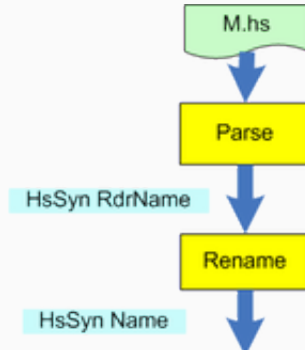 M.hs
Parse
HsSyn RdrName
Rename
HsSyn Name